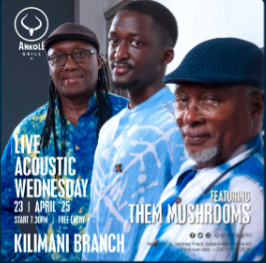 ANKOLE
GRILL
LIVE
ACOUSTIC
WEDNESDAY
23 | APRIL '25
START 7.30PM | FREE ENTRY
KILIMANI BRANCH
FEATURING
THEM MUSHROOMS